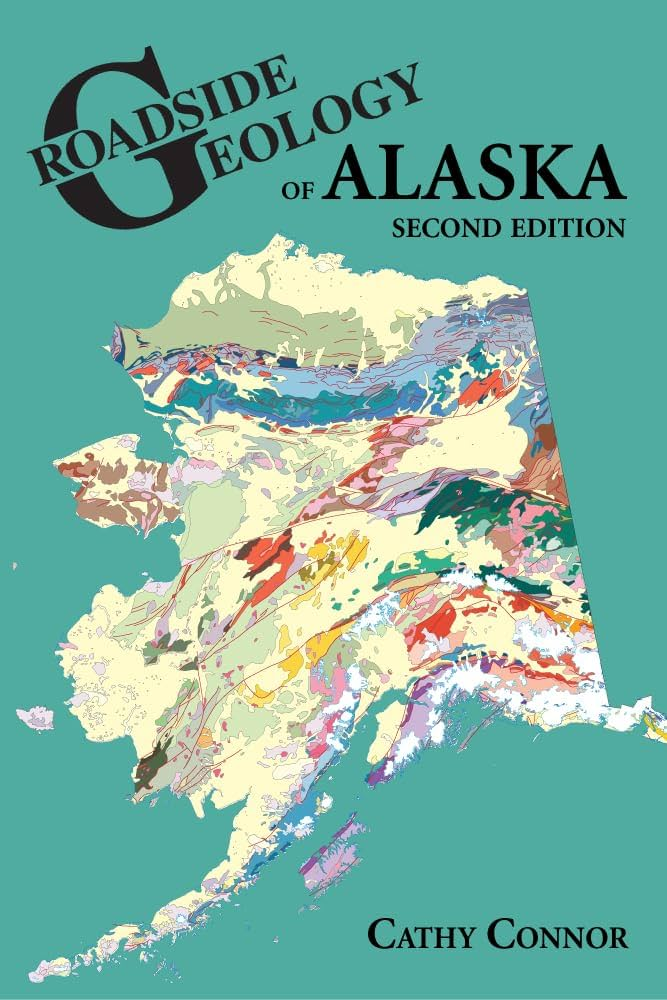 ROADSIDE
GEOLOGY
OF ALASKA
SECOND EDITION
CATHY CONNOR